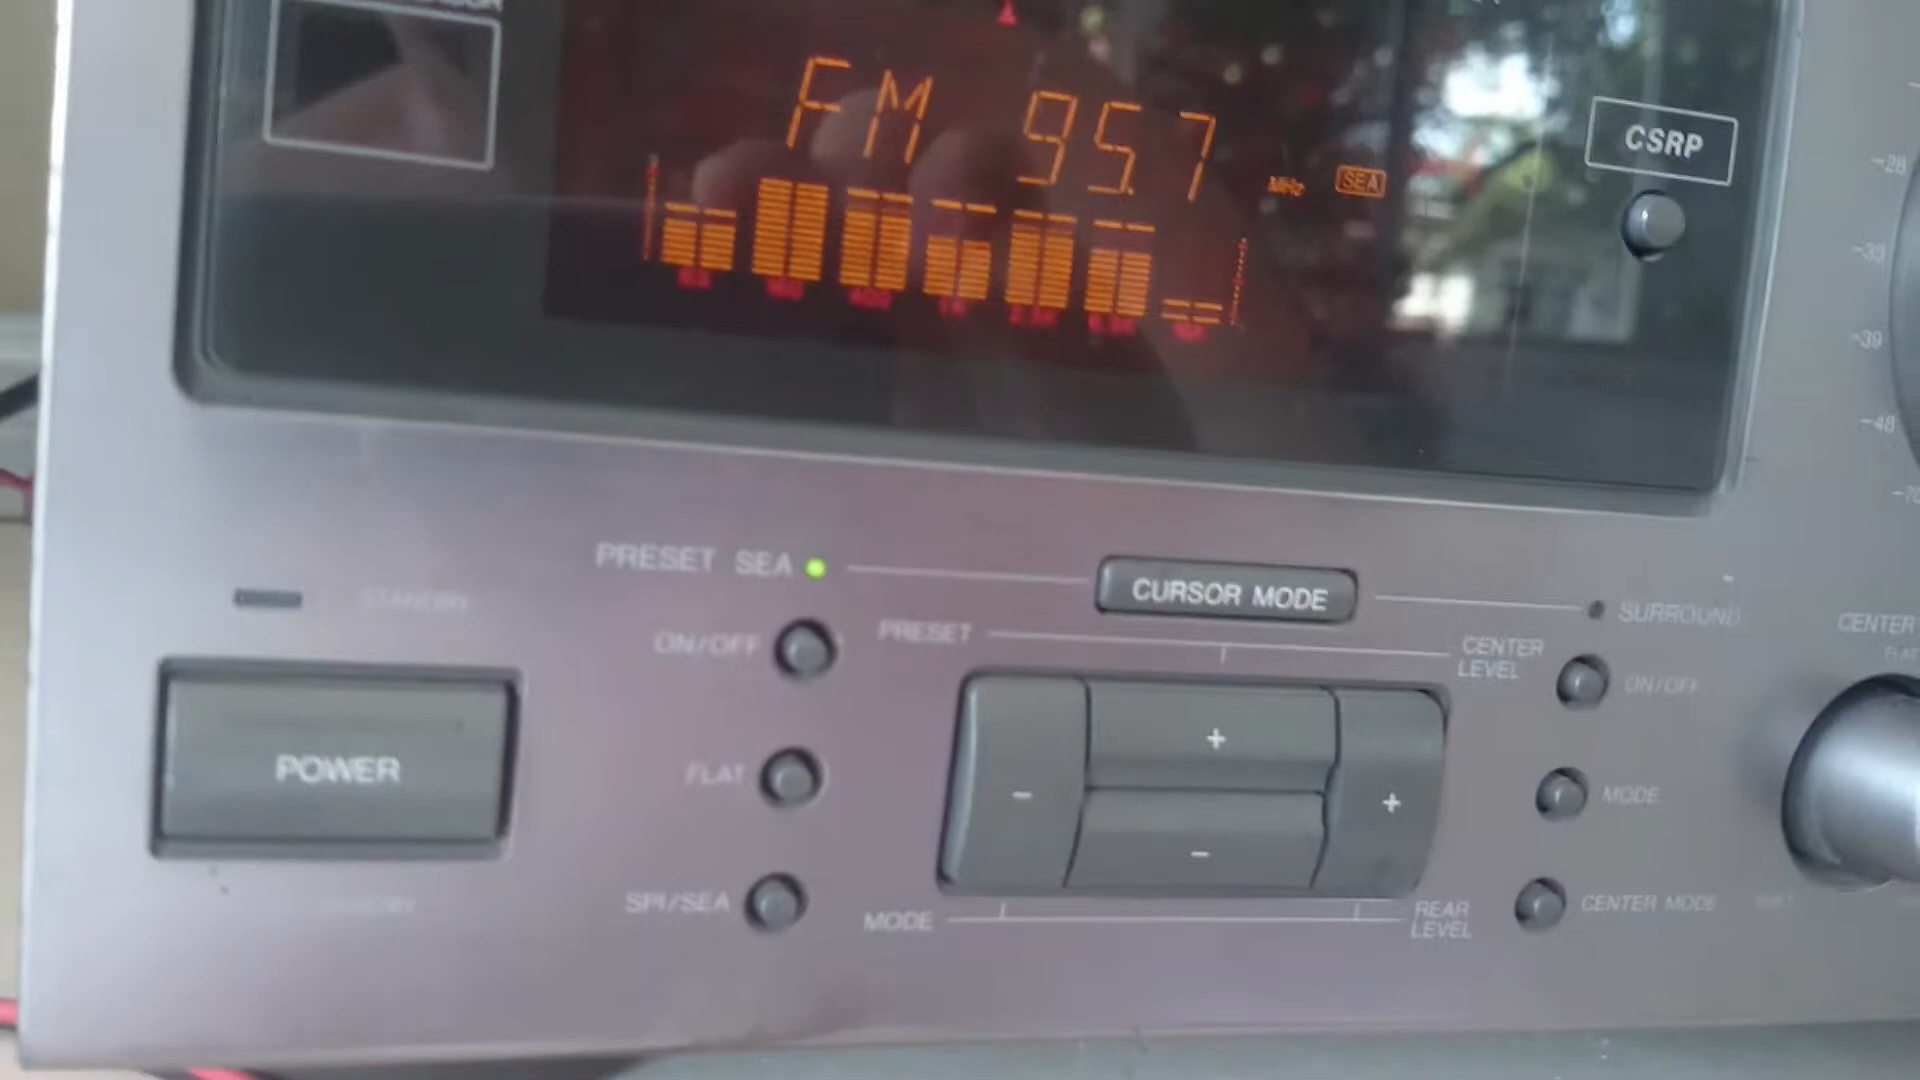 FM 95.7
MHz
SEA
CSRP
-28
-33
-39
-48
PRESET SEA
CURSOR MODE
STANDBY
SURROUND
ON/OFF
PRESET
CENTER
LEVEL
ON/OFF
CENTER
POWER
FLAT
+
-
+
-
MODE
SPI/SEA
MODE
REAR
LEVEL
CENTER MODE